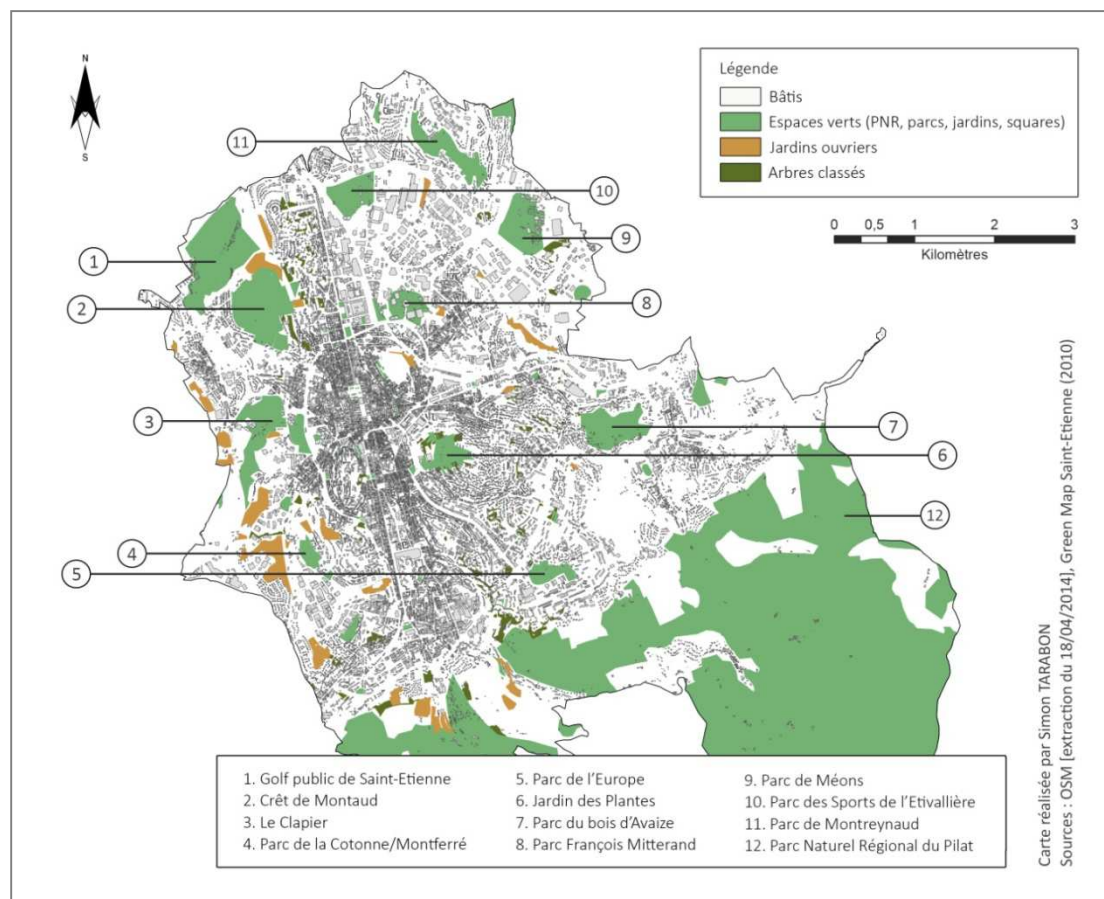 N
S
Légende
Bâtis
Espaces verts (PNR, parcs, jardins, squares)
Jardins ouvriers
Arbres classés
0 0,5 1 2 3
Kilomètres
11
10
9
1
2
8
3
7
6
12
4
5
1. Golf public de Saint-Etienne
2. Crêt de Montaud
3. Le Clapier
4. Parc de la Cotonne/Montferré
5. Parc de l'Europe
6. Jardin des Plantes
7. Parc du bois d'Avaize
8. Parc François Mitterand
9. Parc de Méons
10. Parc des Sports de l'Etivallière
11. Parc de Montreynaud
12. Parc Naturel Régional du Pilat
Carte réalisée par Simon TARABON
Sources : OSM [extraction du 18/04/2014], Green Map Saint-Etienne (2010)